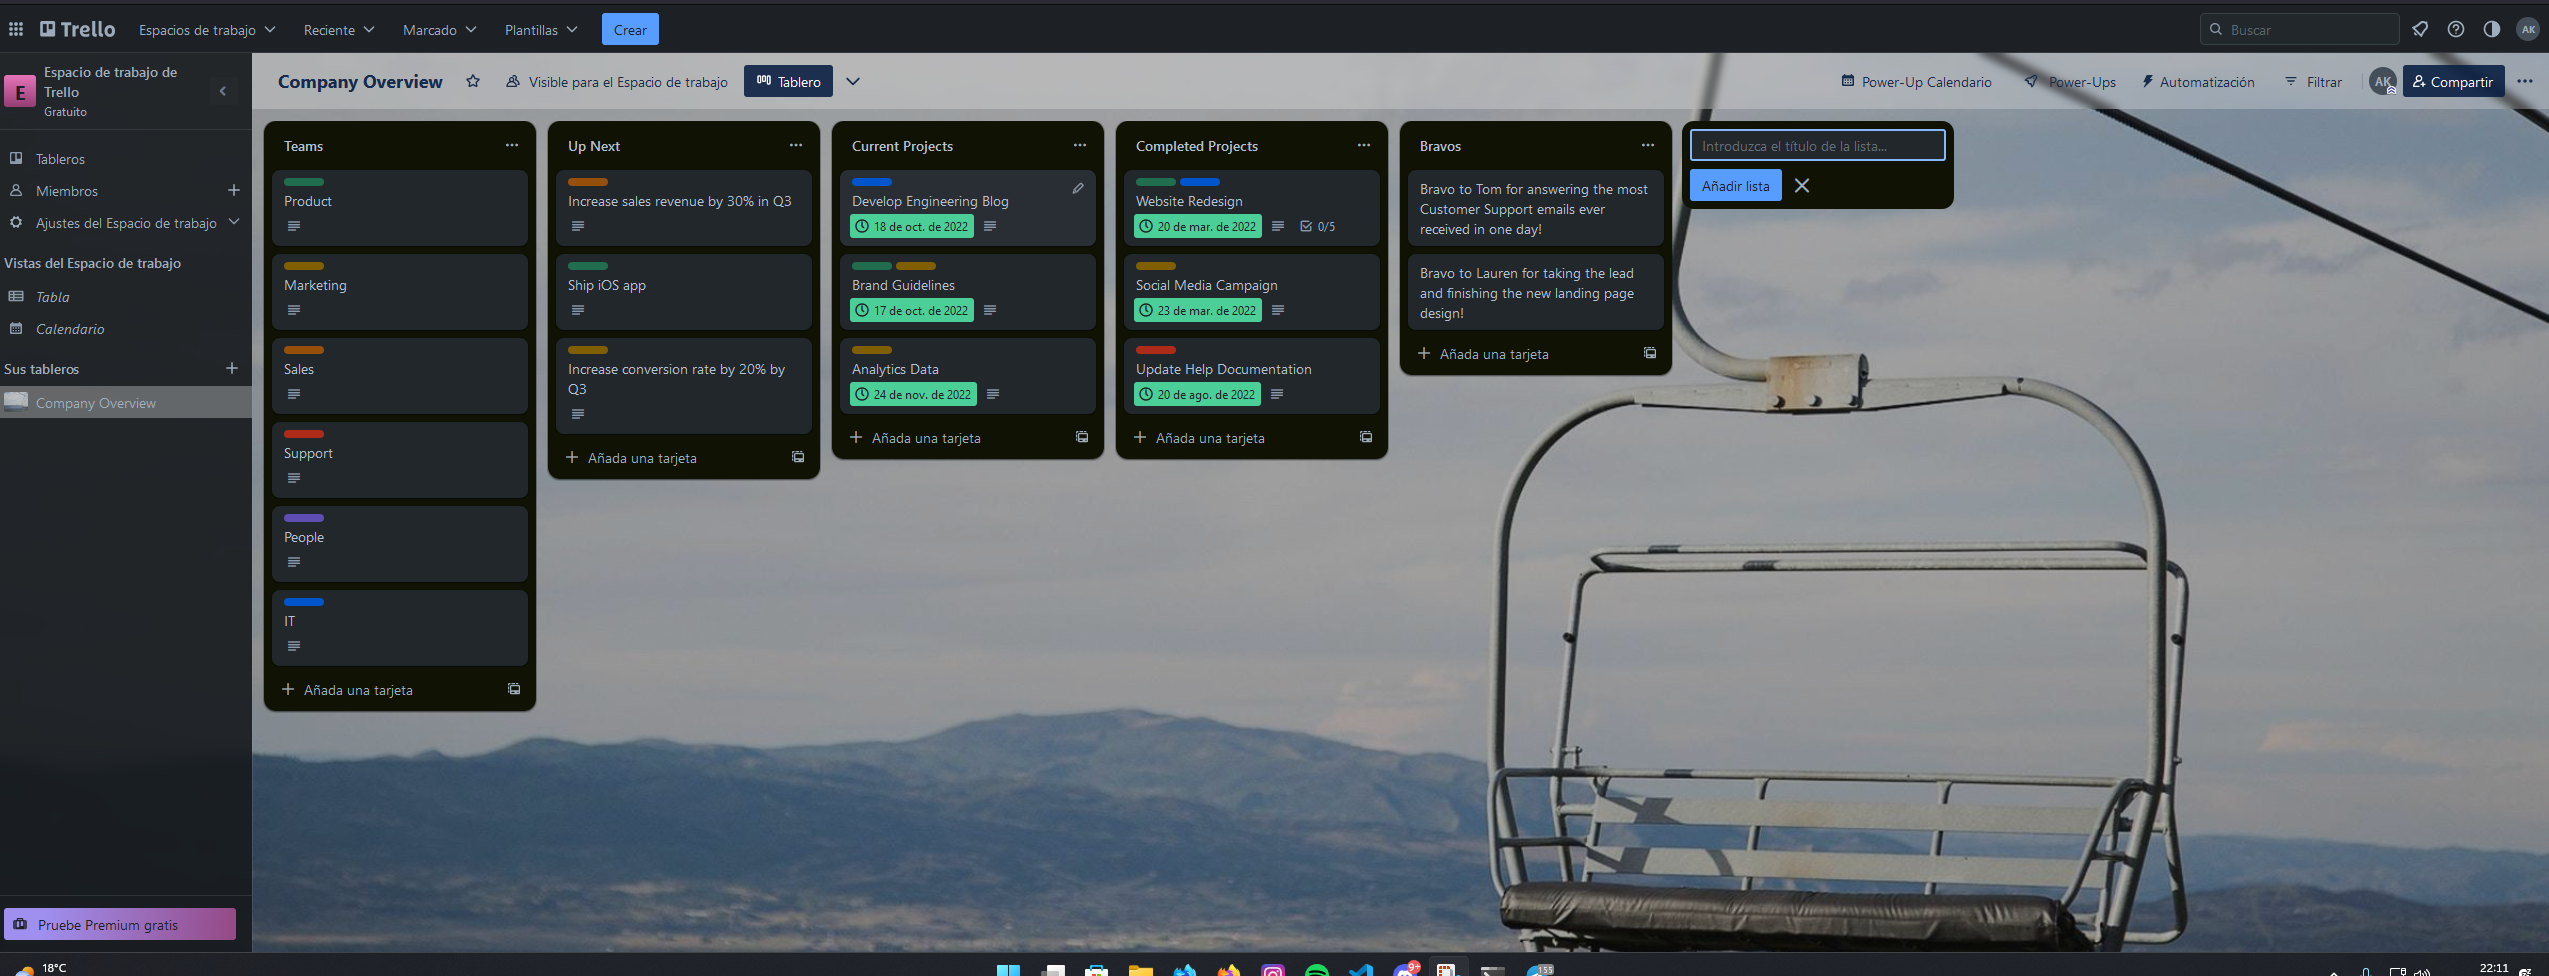 Trello
Espacios de trabajo
Reciente
Marcado
Plantillas
Crear
Buscar
AK
E
Espacio de trabajo de
Trello
Gratuito
Tableros
Miembros
Ajustes del Espacio de trabajo
Vistas del Espacio de trabajo
Tabla
Calendario
Sus tableros
Company Overview
Pruebe Premium gratis
Company Overview
Visible para el Espacio de trabajo
Tablero
Power-Up Calendario
Power-Ups
Automatización
Filtrar
AK
Compartir
Teams
Product
Marketing
Sales
Support
People
IT
Añada una tarjeta
Up Next
Increase sales revenue by 30% in Q3
Ship iOS app
Increase conversion rate by 20% by
Q3
Añada una tarjeta
Current Projects
Develop Engineering Blog
18 de oct. de 2022
Brand Guidelines
17 de oct. de 2022
Analytics Data
24 de nov. de 2022
Añada una tarjeta
Completed Projects
Website Redesign
20 de mar. de 2022
0/5
Social Media Campaign
23 de mar. de 2022
Update Help Documentation
20 de ago. de 2022
Añada una tarjeta
Bravos
Bravo to Tom for answering the most
Customer Support emails ever
received in one day!
Bravo to Lauren for taking the lead
and finishing the new landing page
design!
Añada una tarjeta
Introduzca el título de la lista...
Añadir lista
18°C
9+
155
22:11